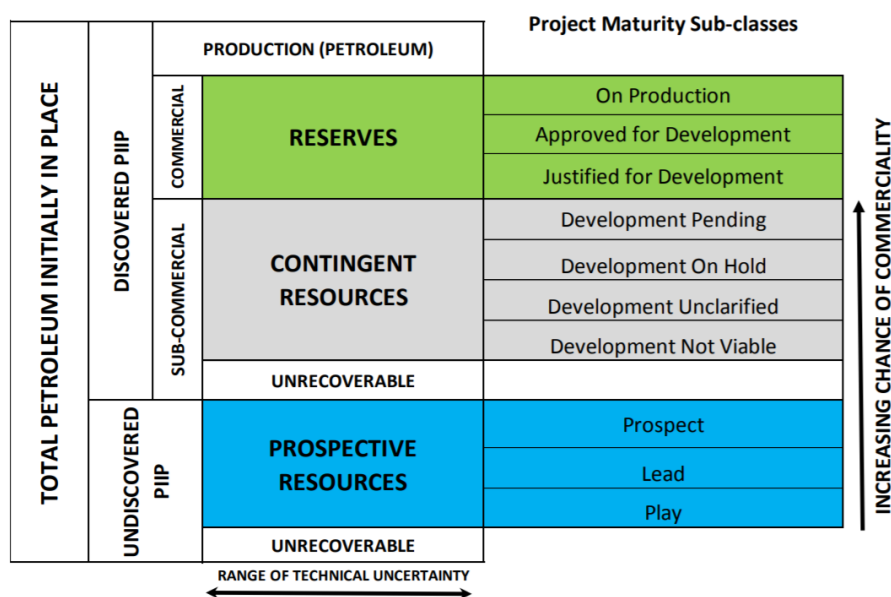 Project Maturity Sub-classes
TOTAL PETROLEUM INITIALLY IN PLACE
DISCOVERED PIIP
PRODUCTION (PETROLEUM)
COMMERCIAL
RESERVES
On Production
Approved for Development
Justified for Development
SUB-COMMERCIAL
CONTINGENT
RESOURCES
Development Pending
Development On Hold
Development Unclarified
Development Not Viable
UNRECOVERABLE
UNDISCOVERED
PIIP
PROSPECTIVE
RESOURCES
Prospect
Lead
Play
UNRECOVERABLE
INCREASING CHANCE OF COMMERCIALITY
RANGE OF TECHNICAL UNCERTAINTY